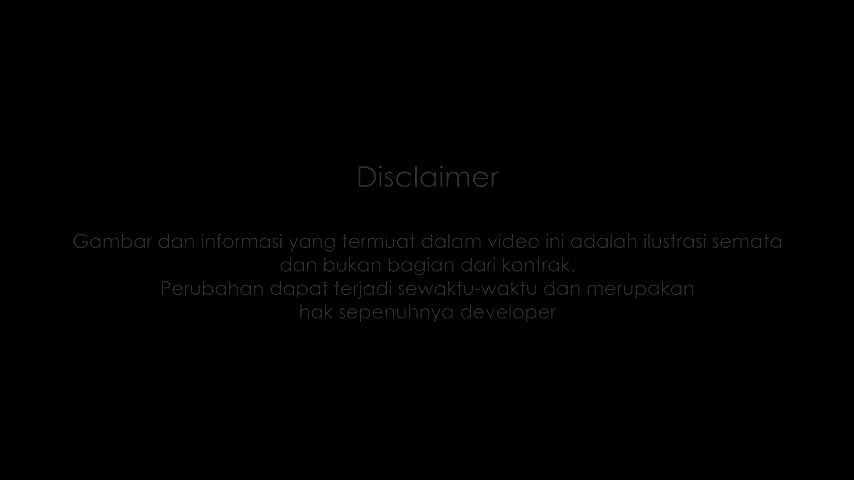 Disclaimer
Gambar dan informasi yang termuat dalam video ini adalah ilustrasi semata
dan bukan bagian dari kontrak.
Perubahan dapat terjadi sewaktu-waktu dan merupakan
hak sepenuhnya developer